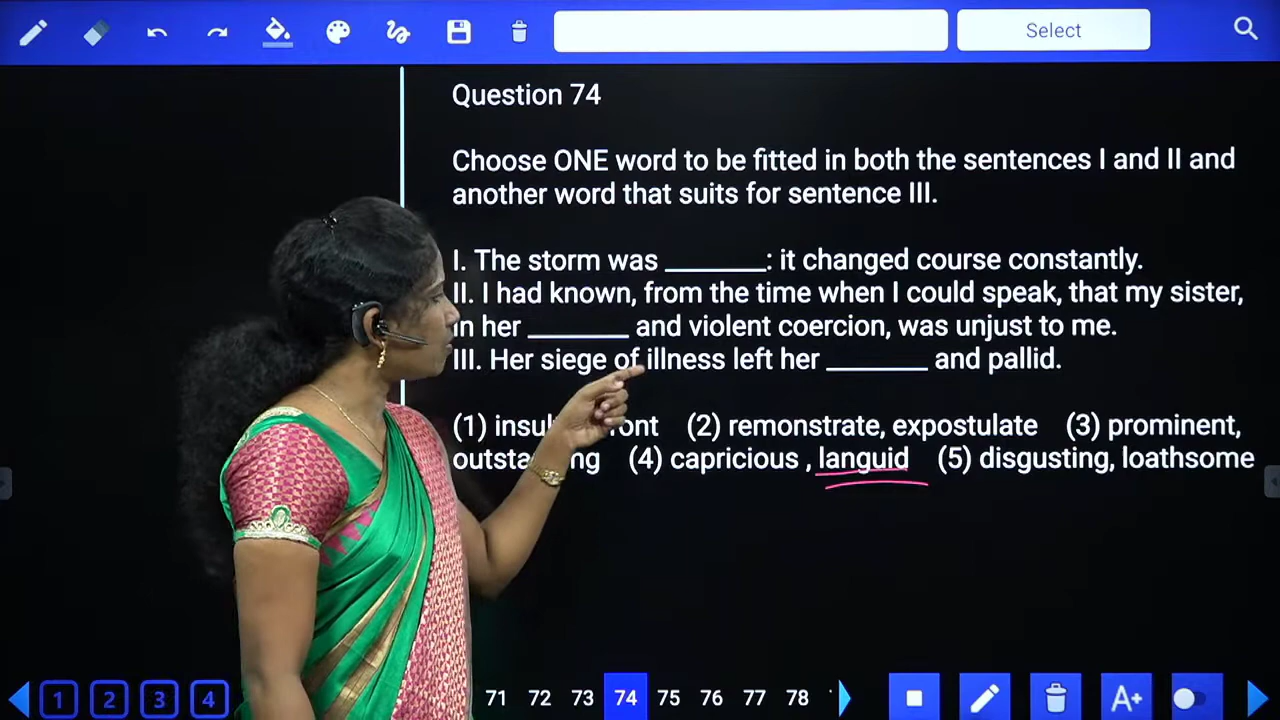 Select
Question 74
Choose ONE word to be fitted in both the sentences I and II and
another word that suits for sentence III.
I. The storm was ________: it changed course constantly.
II. I had known, from the time when I could speak, that my sister,
in her ________ and violent coercion, was unjust to me.
III. Her siege of illness left her ________ and pallid.
(1) (2) remonstrate, expostulate (3) prominent,
(4) capricious , languid (5) disgusting, loathsome
1 2 3 4 71 72 73 74 75 76 77 78 A+